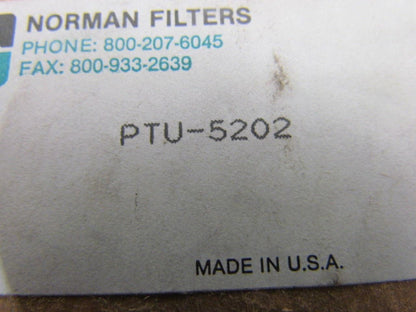 NORMAN FILTERS
PHONE: 800-207-6045
FAX: 800-933-2639
PTU-5202
MADE IN U.S.A.